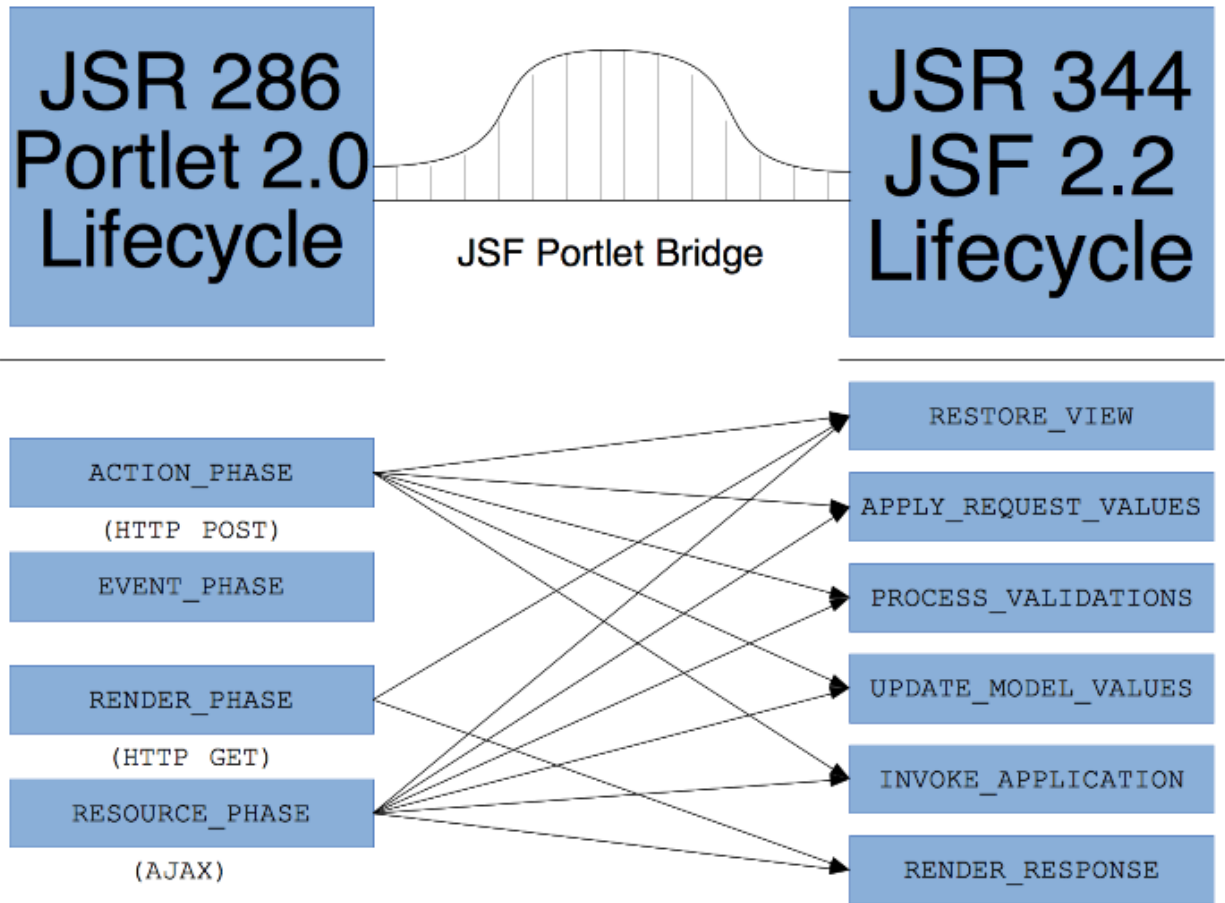 JSR 286
Portlet 2.0
Lifecycle
JSF Portlet Bridge
JSR 344
JSF 2.2
Lifecycle
ACTION_PHASE
(HTTP POST)
EVENT_PHASE
RENDER_PHASE
(HTTP GET)
RESOURCE_PHASE
(AJAX)
RESTORE_VIEW
APPLY_REQUEST_VALUES
PROCESS_VALIDATIONS
UPDATE_MODEL_VALUES
INVOKE_APPLICATION
RENDER_RESPONSE